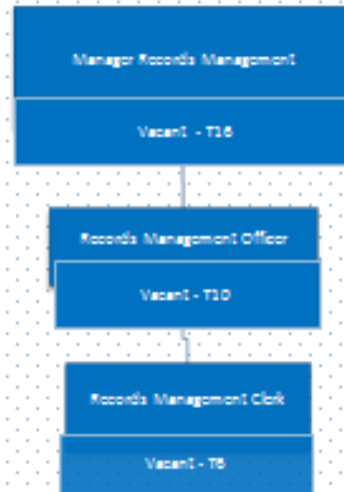 Manager Records Management
Vacant - T16
Records Management Officer
Vacant - T10
Records Management Clerk
Vacant - T6